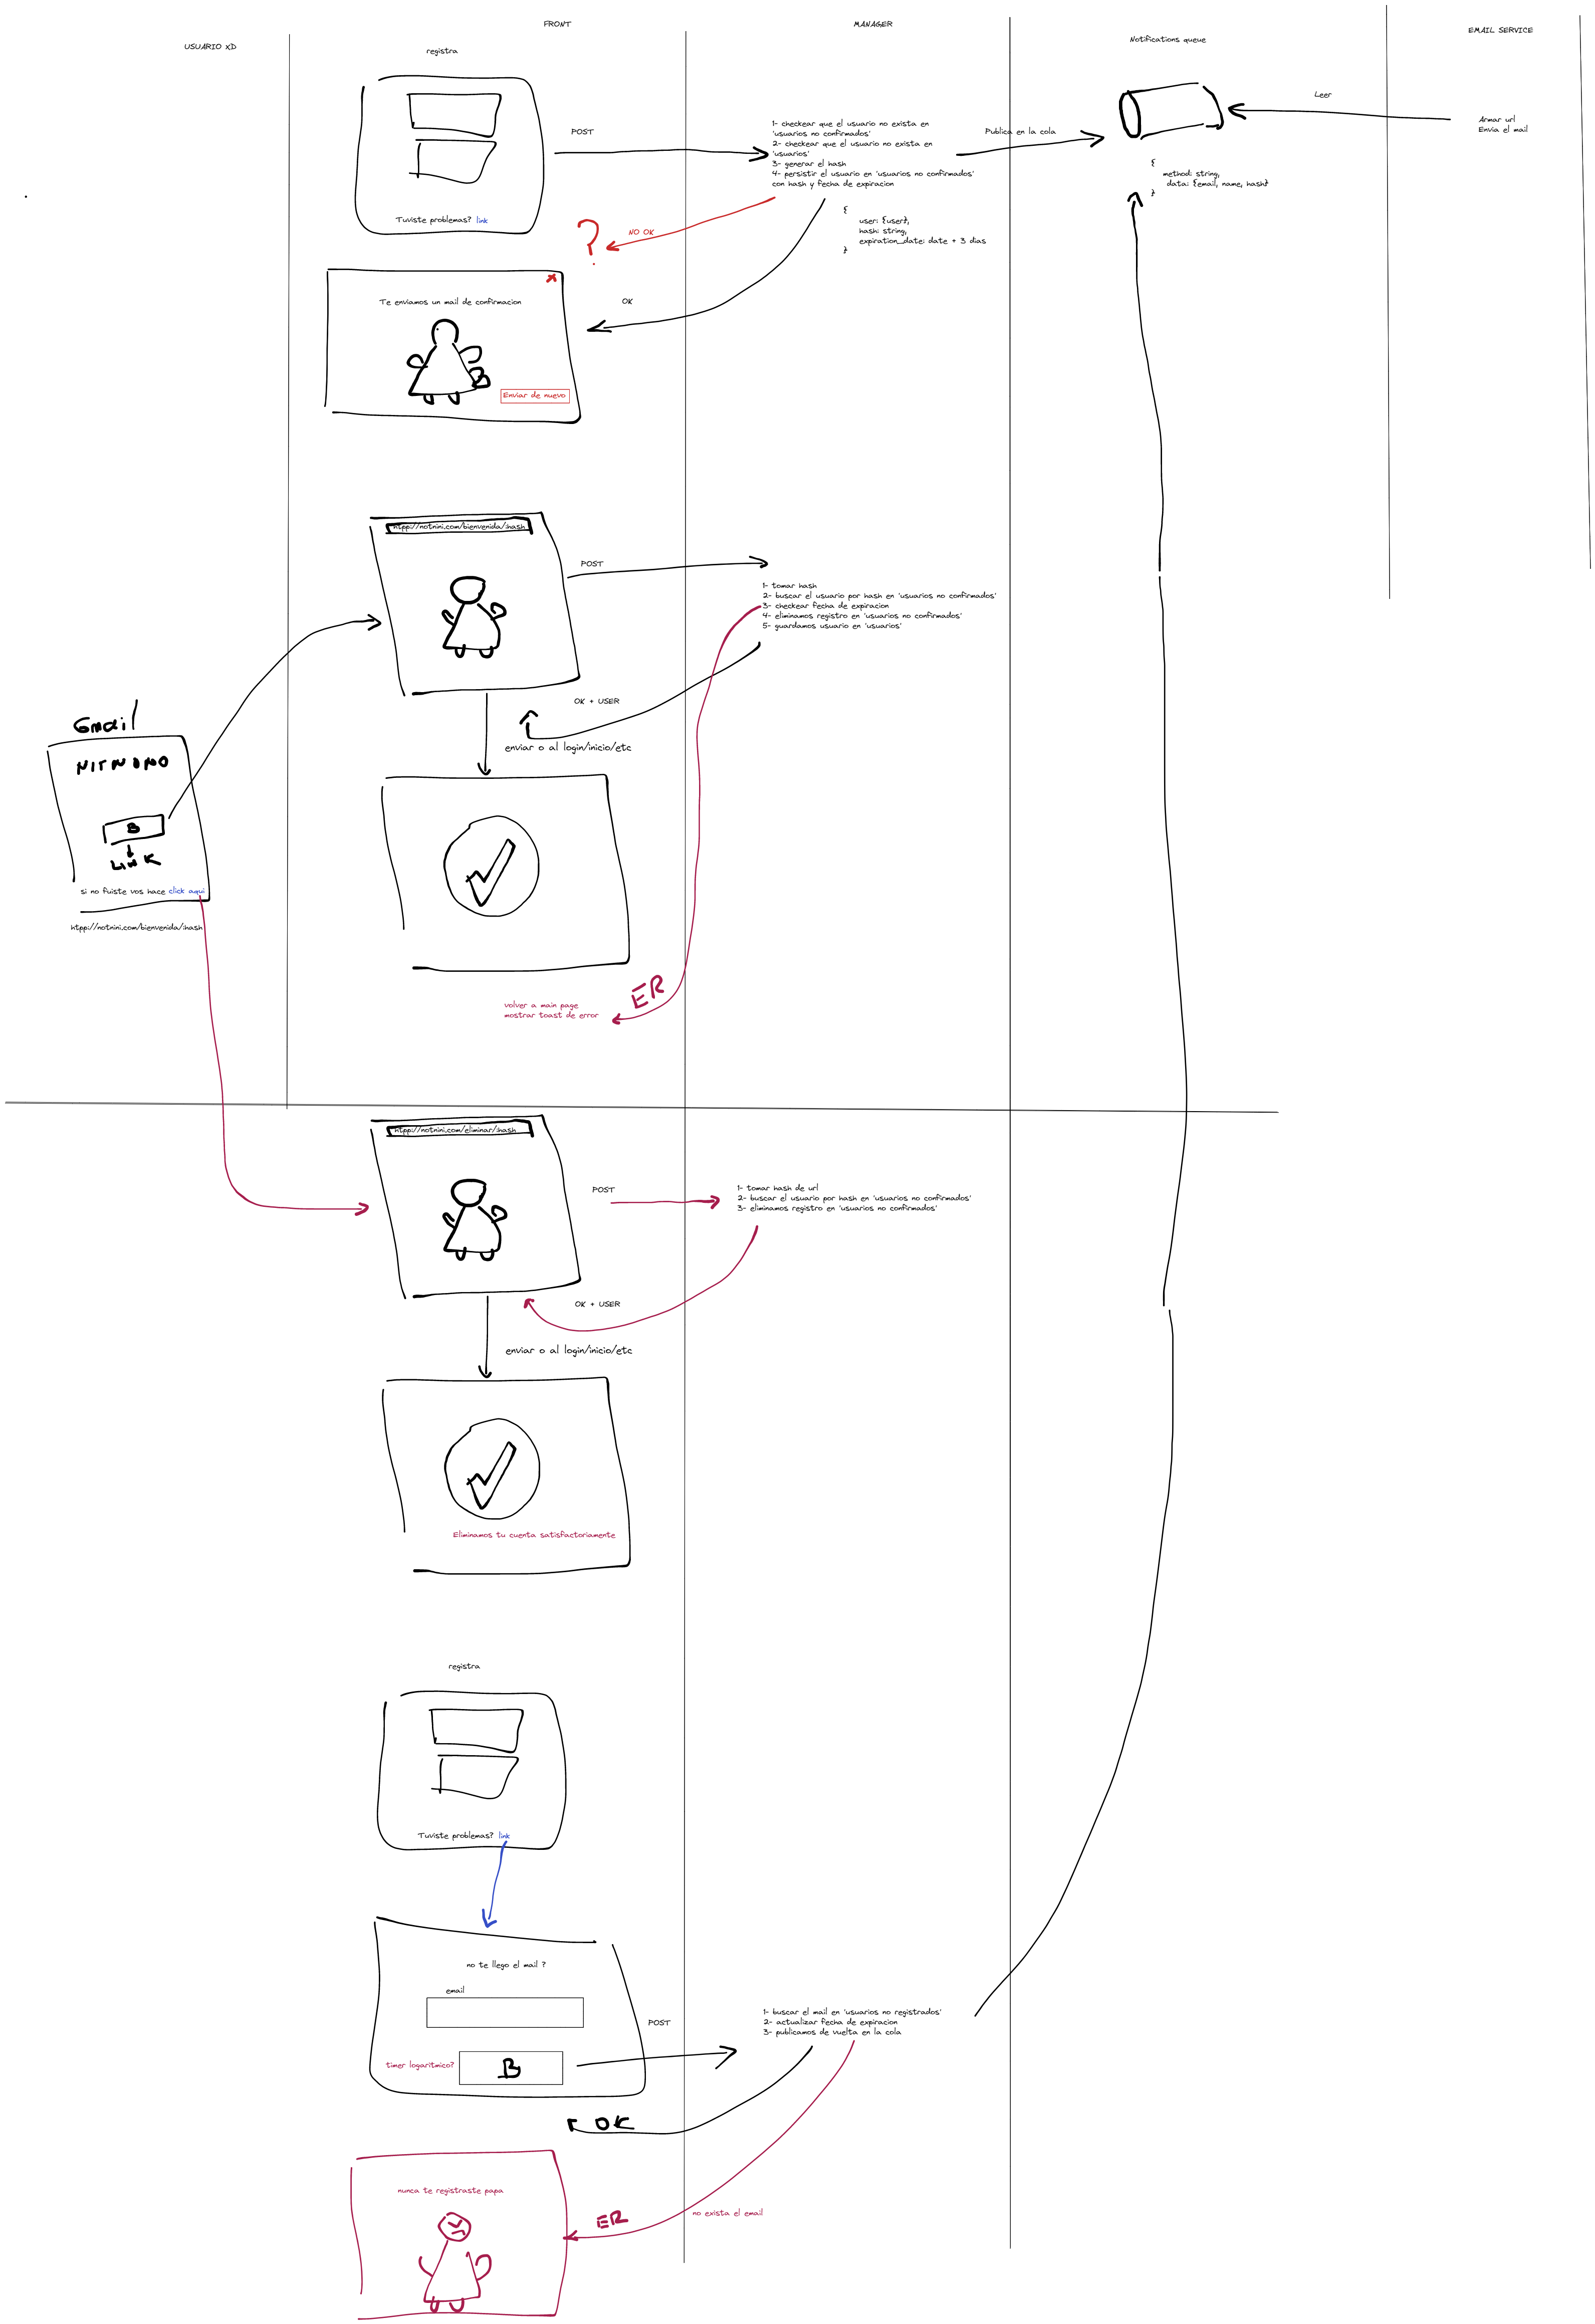 USUARIO XD
FRONT
MANAGER
Notifications queue
EMAIL SERVICE
registra
Tuviste problemas? link
POST
1- checkear que el usuario no exista en
'usuarios no confirmados'
2- checkear que el usuario no exista en
'usuarios'
3- generar el hash
4- persistir el usuario en 'usuarios no confirmados'
con hash y fecha de expiracion
{
user: {user},
hash: string,
expiration_date: date + 3 dias
}
Publica en la cola
{
method: string,
data: {email, name, hash}
}
Leer
Armar url
Envia el mail
?
NO OK
OK
x
Te enviamos un mail de confirmacion
Enviar de nuevo
http://notnini.com/bienvenida/:hash
POST
1- tomar hash
2- buscar el usuario por hash en 'usuarios no confirmados'
3- checkear fecha de expiracion
4- eliminamos registro en 'usuarios no confirmados'
5- guardamos usuario en 'usuarios'
OK + USER
enviar o al login/inicio/etc
Gmail
B
LINK
si no fuiste vos hace click aqui
htpp://notnini.com/bienvenida/:hash
ER
volver a main page
mostrar toast de error
htpp://notnini.com/eliminar/:hash
POST
1- tomar hash de url
2- buscar el usuario por hash en 'usuarios no confirmados'
3- eliminamos registro en 'usuarios no confirmados'
OK + USER
enviar o al login/inicio/etc
Eliminamos tu cuenta satisfactoriamente
registra
Tuviste problemas? link
no te llego el mail ?
email
timer logaritmico?
B
POST
1- buscar el mail en 'usuarios no registrados'
2- actualizar fecha de expiracion
3- publicamos de vuelta en la cola
OK
nunca te registraste papa
ER
no exista el email